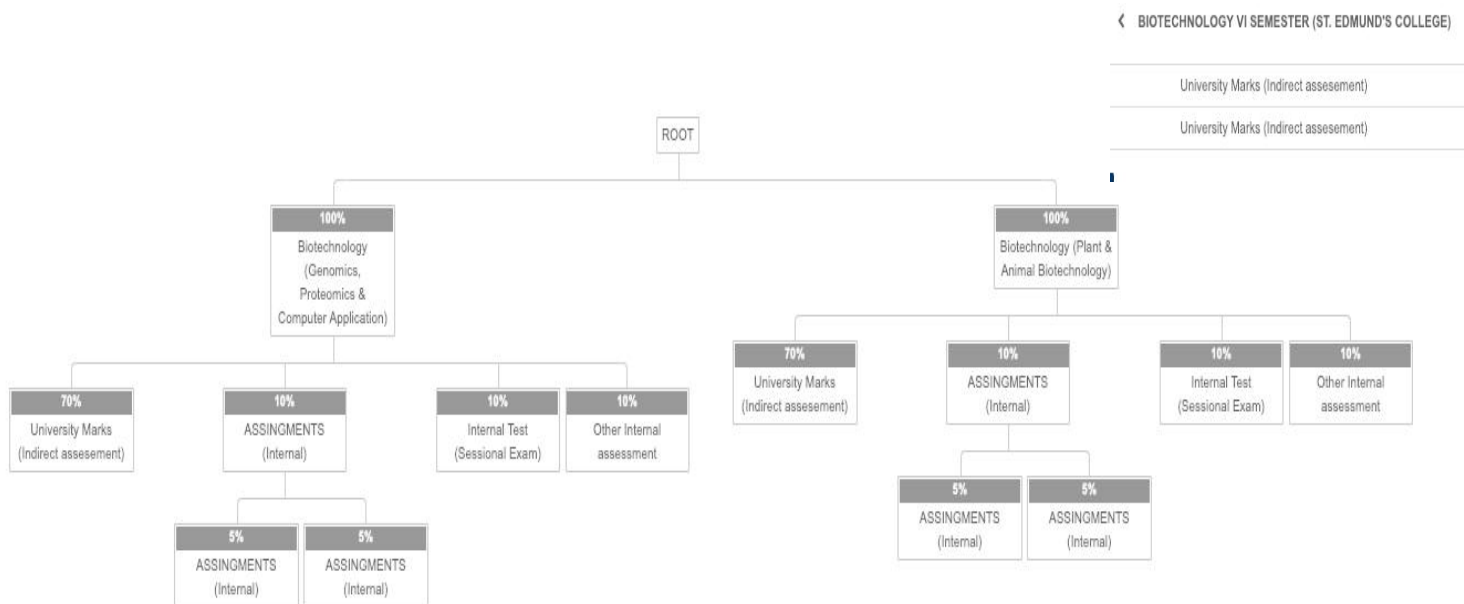 < BIOTECHNOLOGY VI SEMESTER (ST. EDMUND'S COLLEGE)
University Marks (Indirect assesement)
University Marks (Indirect assesement)
ROOT
100%
Biotechnology
(Genomics,
Proteomics &
Computer Application)
70%
University Marks
(Indirect assesement)
10%
ASSINGMENTS
(Internal)
5%
ASSINGMENTS
(Internal)
5%
ASSINGMENTS
(Internal)
10%
Internal Test
(Sessional Exam)
10%
Other Internal
assessment
100%
Biotechnology (Plant &
Animal Biotechnology)
70%
University Marks
(Indirect assesement)
10%
ASSINGMENTS
(Internal)
5%
ASSINGMENTS
(Internal)
5%
ASSINGMENTS
(Internal)
10%
Internal Test
(Sessional Exam)
10%
Other Internal
assessment